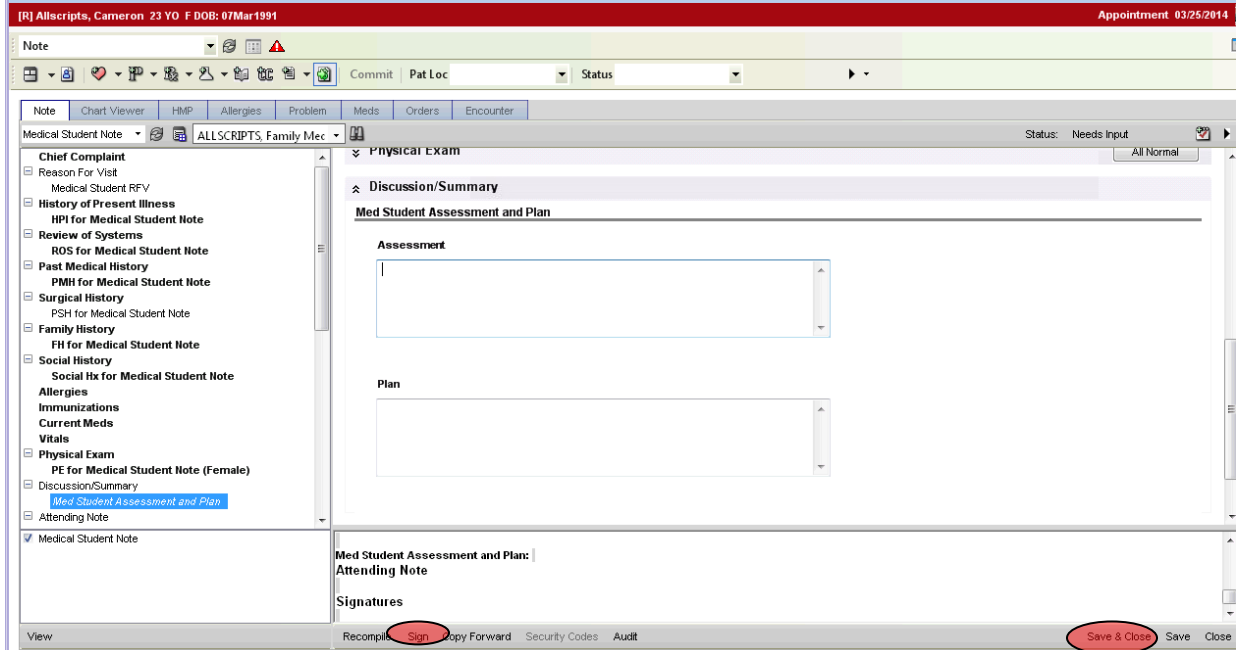 [R] Allscripts, Cameron 23 YO F DOB: 07Mar1991 Appointment 03/25/2014
Note
Commit Pat Loc Status
Note Chart Viewer HMP Allergies Problem Meds Orders Encounter
Medical Student Note ALLSCRIPTS, Family Mec Status: Needs Input
Chief Complaint
Reason For Visit
Medical Student RFV
History of Present Illness
HPI for Medical Student Note
Review of Systems
ROS for Medical Student Note
Past Medical History
PMH for Medical Student Note
Surgical History
PSH for Medical Student Note
Family History
FH for Medical Student Note
Social History
Social Hx for Medical Student Note
Allergies
Immunizations
Current Meds
Vitals
Physical Exam
PE for Medical Student Note (Female)
Discussion/Summary
Med Student Assessment and Plan
Attending Note
Physical Exam All Normal
Discussion/Summary
Med Student Assessment and Plan
Assessment
Plan
Medical Student Note
Med Student Assessment and Plan:
Attending Note
Signatures
View Recompile Sign Copy Forward Security Codes Audit Save & Close Save Close